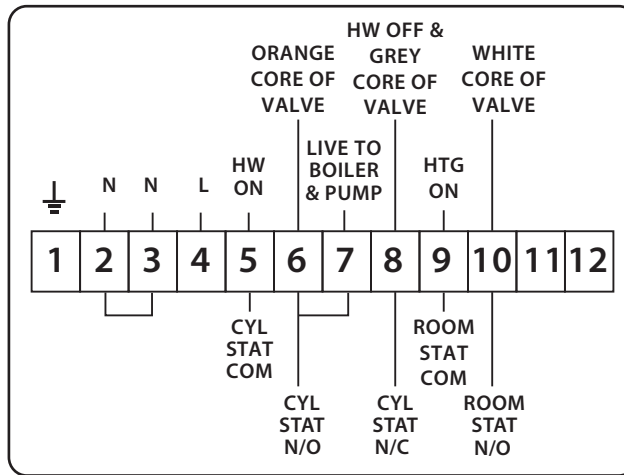 ORANGE
CORE OF
VALVE
HW OFF &
GREY
CORE OF
VALVE
WHITE
CORE OF
VALVE
N
N
L
HW
ON
LIVE TO
BOILER
& PUMP
HTG
ON
1 2 3 4 5 6 7 8 9 10 11 12
CYL
STAT
COM
ROOM
STAT
COM
CYL
STAT
N/O
CYL
STAT
N/C
ROOM
STAT
N/O